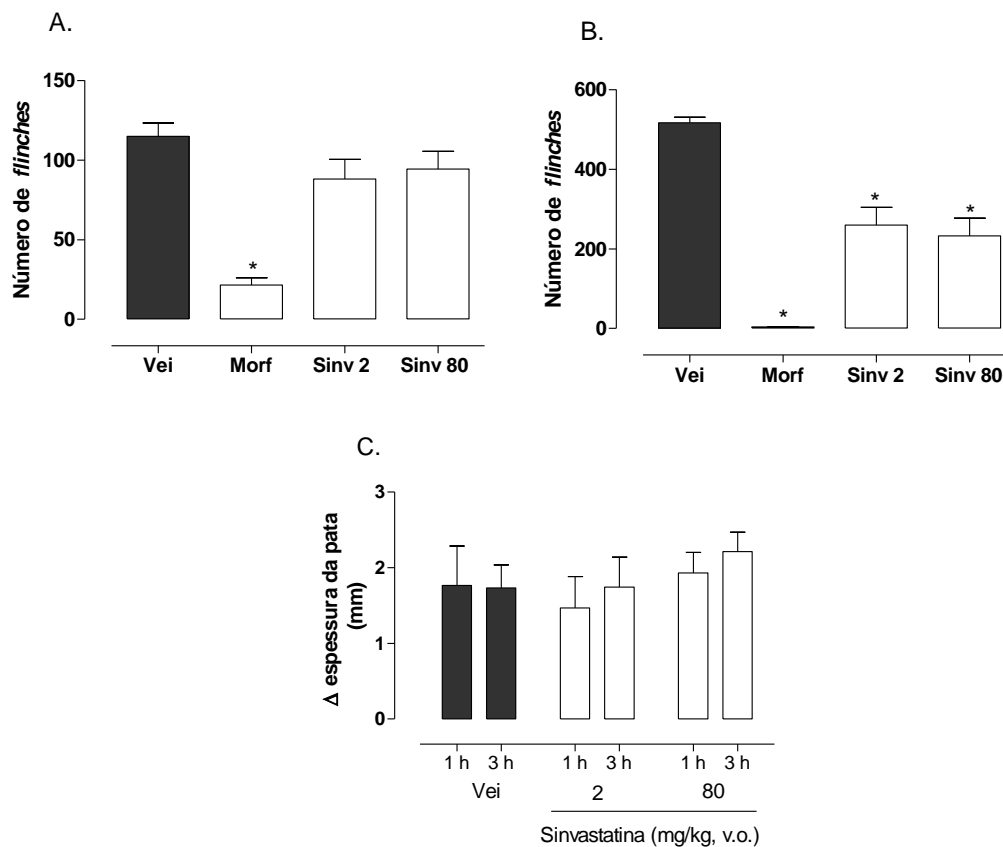 A.
Número de flinches
150
100
50
0
*
Vei Morf Sinv 2 Sinv 80
B.
Número de flinches
600
400
200
0
*
* *
Vei Morf Sinv 2 Sinv 80
C.
Δ espessura da pata
(mm)
3
2
1
0
1 h 3 h 1 h 3 h 1 h 3 h
Vei 2 80
Sinvastatina (mg/kg, v.o.)